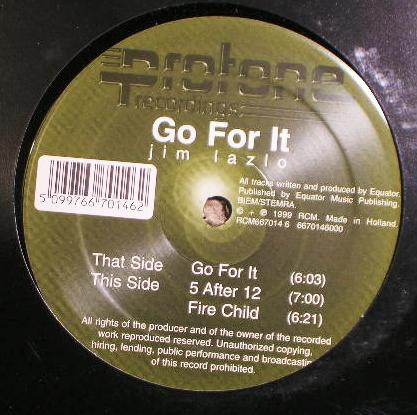 Protone
recordings
Go For It
jim lazlo
5 099766 701462
All tracks written and produced by Equator.
Published by Equator Music Publishing.
BIEM/STEMRA.
© + ℗ 1999 RCM. Made in Holland.
RCM667014 6 6670146000
That Side Go For It (6:03)
This Side 5 After 12 (7:00)
Fire Child (6:21)
All rights of the producer and of the owner of the recorded
work reproduced reserved. Unauthorized copying,
hiring, lending, public performance and broadcasting
of this record prohibited.